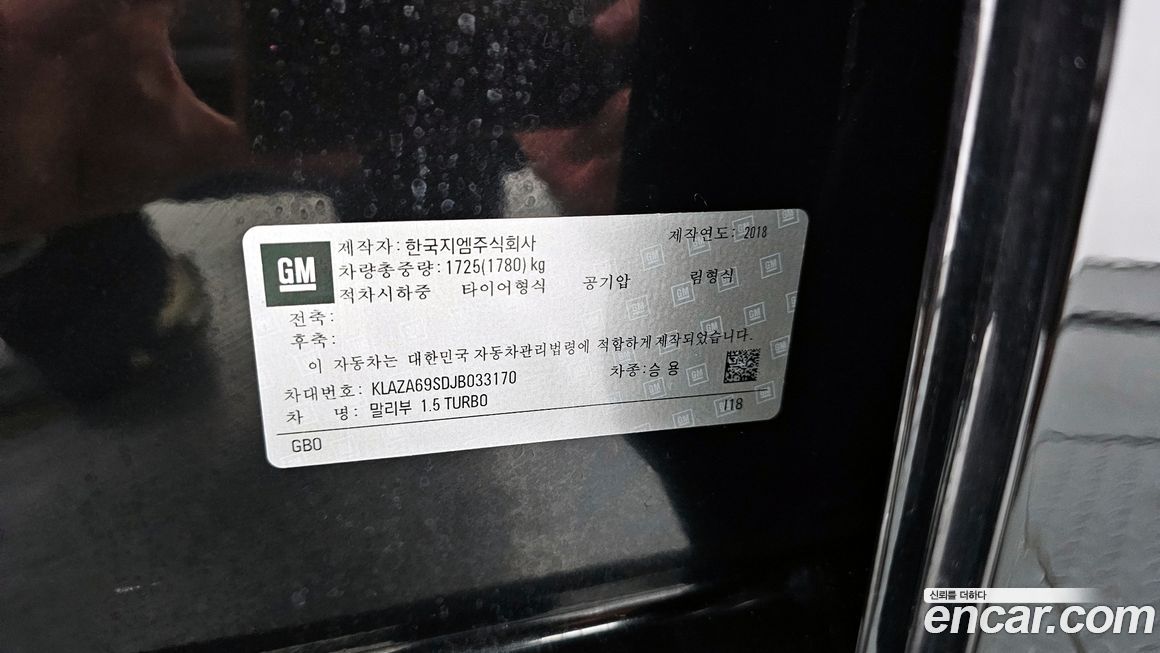 GM
제작자: 한국지엠주식회사 제작연도: 2018
차량총중량: 1725(1780) kg
적차시하중 타이어형식 공기압 림형식
전축:
후축:
이 자동차는 대한민국 자동차관리법령에 적합하게 제작되었습니다.
차대번호: KLAZA69SDJB033170 차종: 승 용
차 명: 말리부 1.5 TURBO
GB0 I18
신뢰를 더하다
encar.com